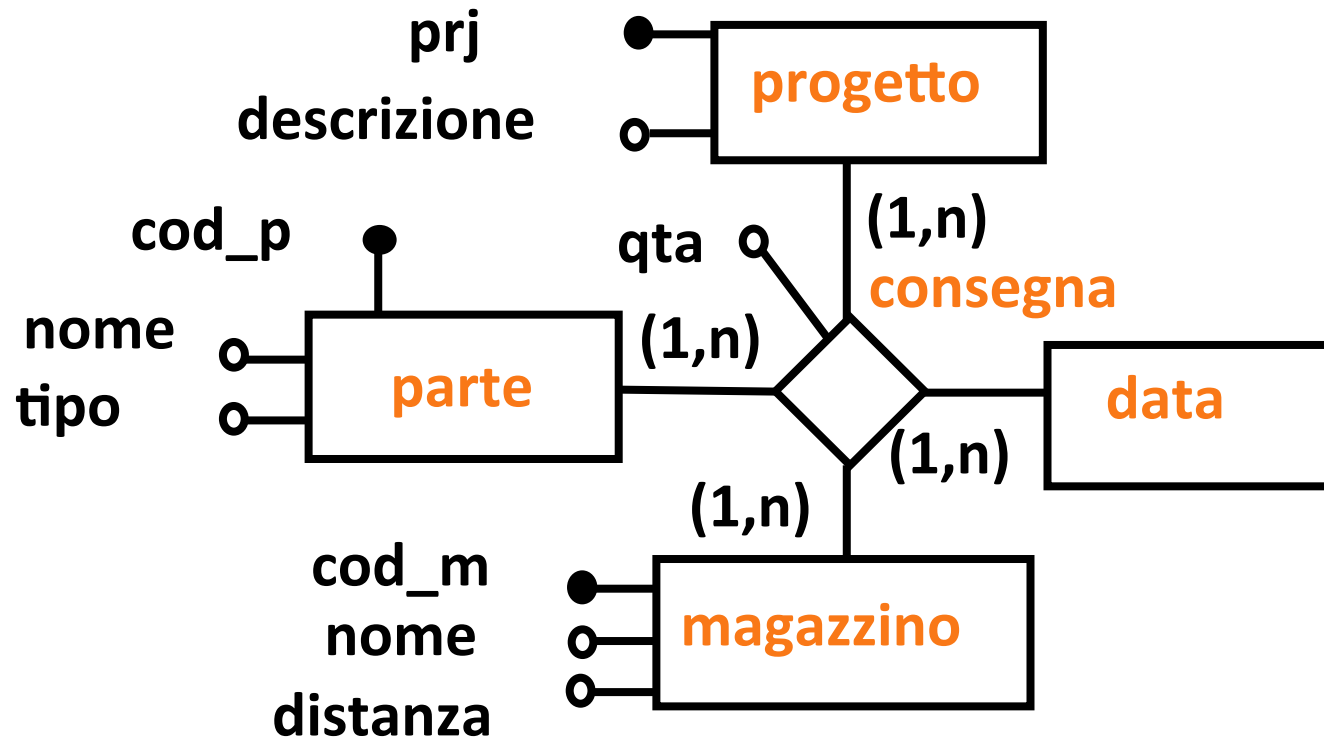 prj
progetto
descrizione
cod_p
qta
(1,n)
consegna
nome
(1,n)
tipo
parte
data
(1,n)
(1,n)
cod_m
nome
magazzino
distanza